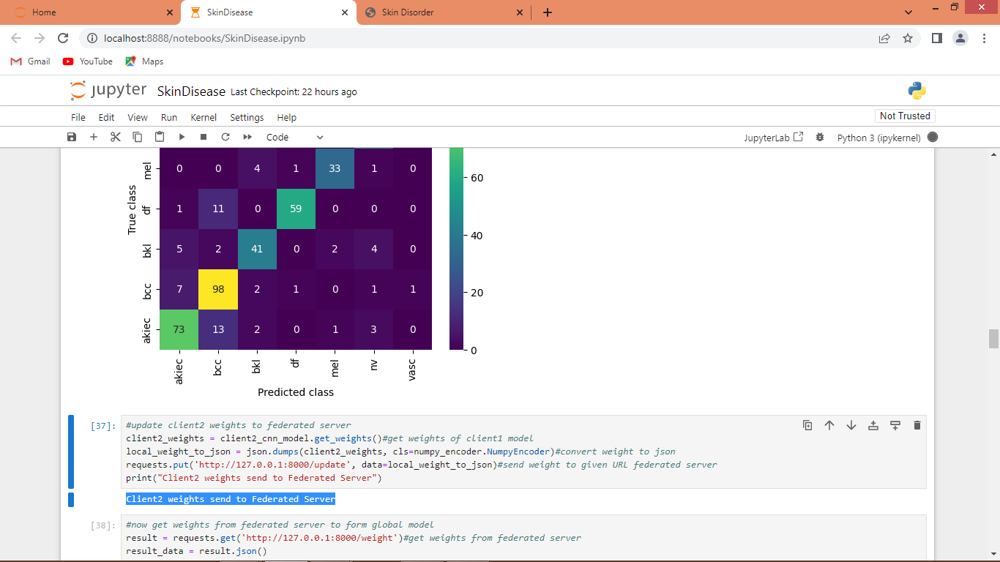 Home
SkinDisease
Skin Disorder
localhost:8888/notebooks/SkinDisease.ipynb
Gmail
YouTube
Maps
jupyter
SkinDisease Last Checkpoint: 22 hours ago
File Edit View Run Kernel Settings Help
Not Trusted
Code
JupyterLab
Python 3 (ipykernel)
True class
mel 0 0 4 1 33 1 0
df 1 11 0 59 0 0 0
bkl 5 2 41 0 2 4 0
bcc 7 98 2 1 0 1 1
akiec 73 13 2 0 1 3 0
akiec bcc bkl df mel nv vasc
Predicted class
60
40
20
0
[37]:
#update client2 weights to federated server
client2_weights = client2_cnn_model.get_weights()#get weights of client1 model
local_weight_to_json = json.dumps(client2_weights, cls=numpy_encoder.NumpyEncoder)#convert weight to json
requests.put('http://127.0.0.1:8000/update', data=local_weight_to_json)#send weight to given URL federated server
print("Client2 weights send to Federated Server")
Client2 weights send to Federated Server
[38]:
#now get weights from federated server to form global model
result = requests.get('http://127.0.0.1:8000/weight')#get weights from federated server
result_data = result.json()